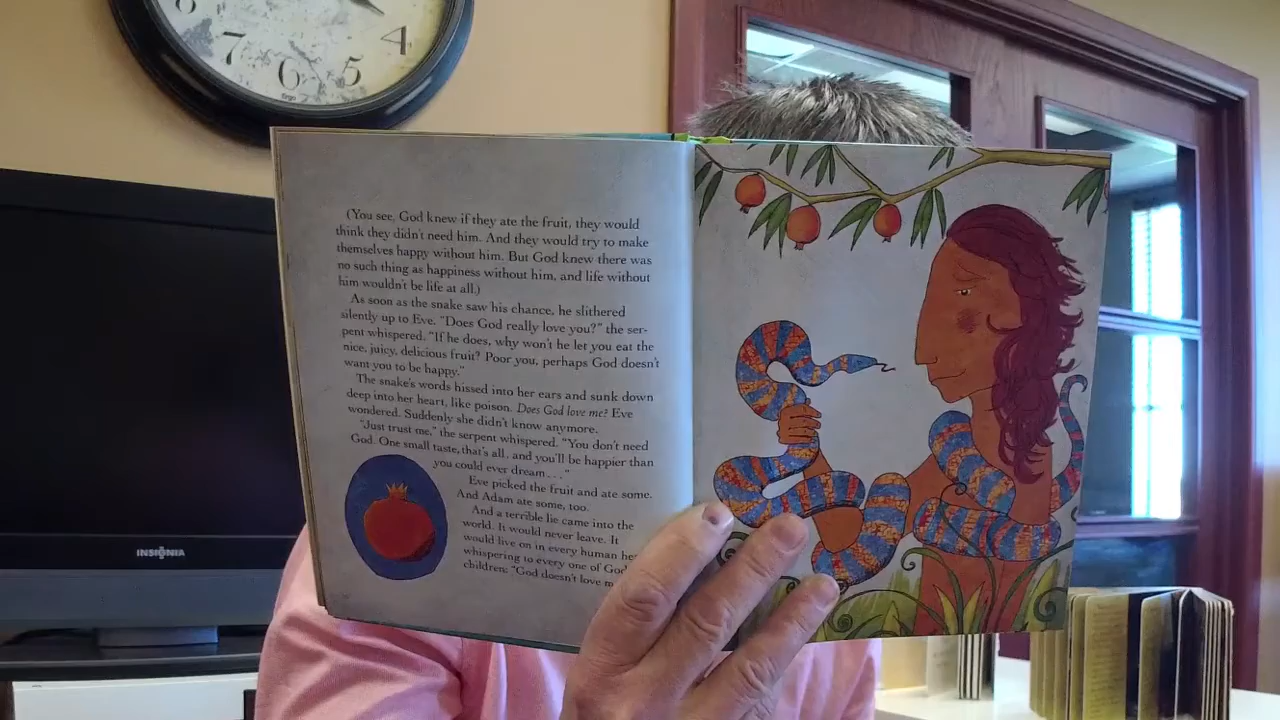 8
7
6
5
4
(You see, God knew if they ate the fruit, they would
think they didn't need him. And they would try to make
themselves happy without him. But God knew there was
no such thing as happiness without him, and life without
him wouldn't be life at all.)
As soon as the snake saw his chance, he slithered
silently up to Eve. "Does God really love you?" the ser-
pent whispered. "If he does, why won't he let you eat the
nice, juicy, delicious fruit? Poor you, perhaps God doesn't
want you to be happy."
The snake's words hissed into her ears and sunk down
deep into her heart, like poison. Does God love me? Eve
wondered. Suddenly she didn't know anymore.
"Just trust me," the serpent whispered. "You don't need
God. One small taste, that's all, and you'll be happier than
you could ever dream . . ."
Eve picked the fruit and ate some.
And Adam ate some, too.
And a terrible lie came into the
world. It would never leave. It
would live on in every human he
whispering to every one of God
children: "God doesn't love m
INSIGNIA